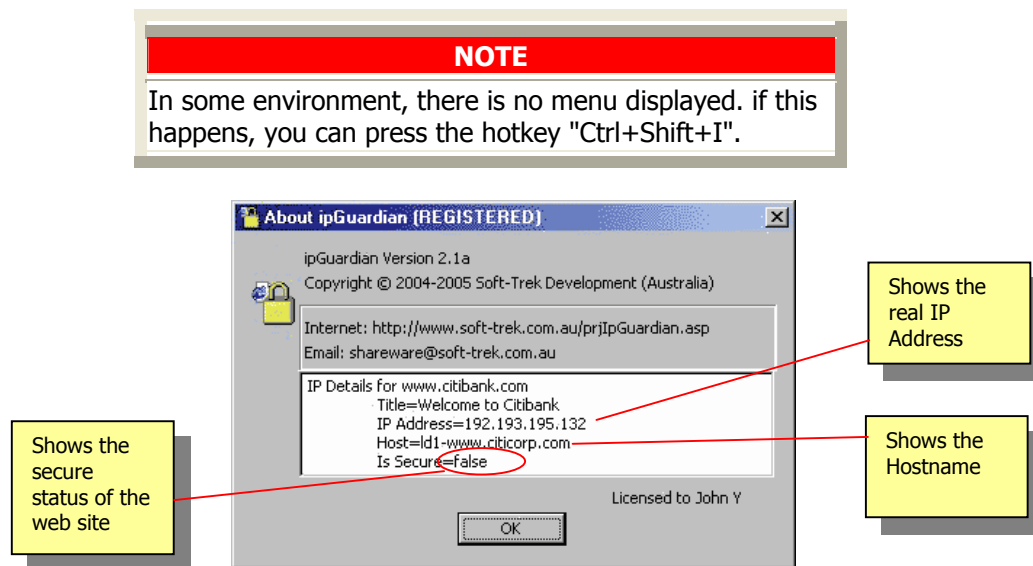 NOTE
In some environment, there is no menu displayed. if this
happens, you can press the hotkey "Ctrl+Shift+I".
About ipGuardian (REGISTERED)
ipGuardian Version 2.1a
Copyright © 2004-2005 Soft-Trek Development (Australia)
Internet: http://www.soft-trek.com.au/prjIpGuardian.asp
Email: shareware@soft-trek.com.au
IP Details for www.citibank.com
Title=Welcome to Citibank
IP Address=192.193.195.132
Host=ld1-www.citicorp.com
Is Secure=false
Licensed to John Y
OK
Shows the
real IP
Address
Shows the
Hostname
Shows the
secure
status of the
web site